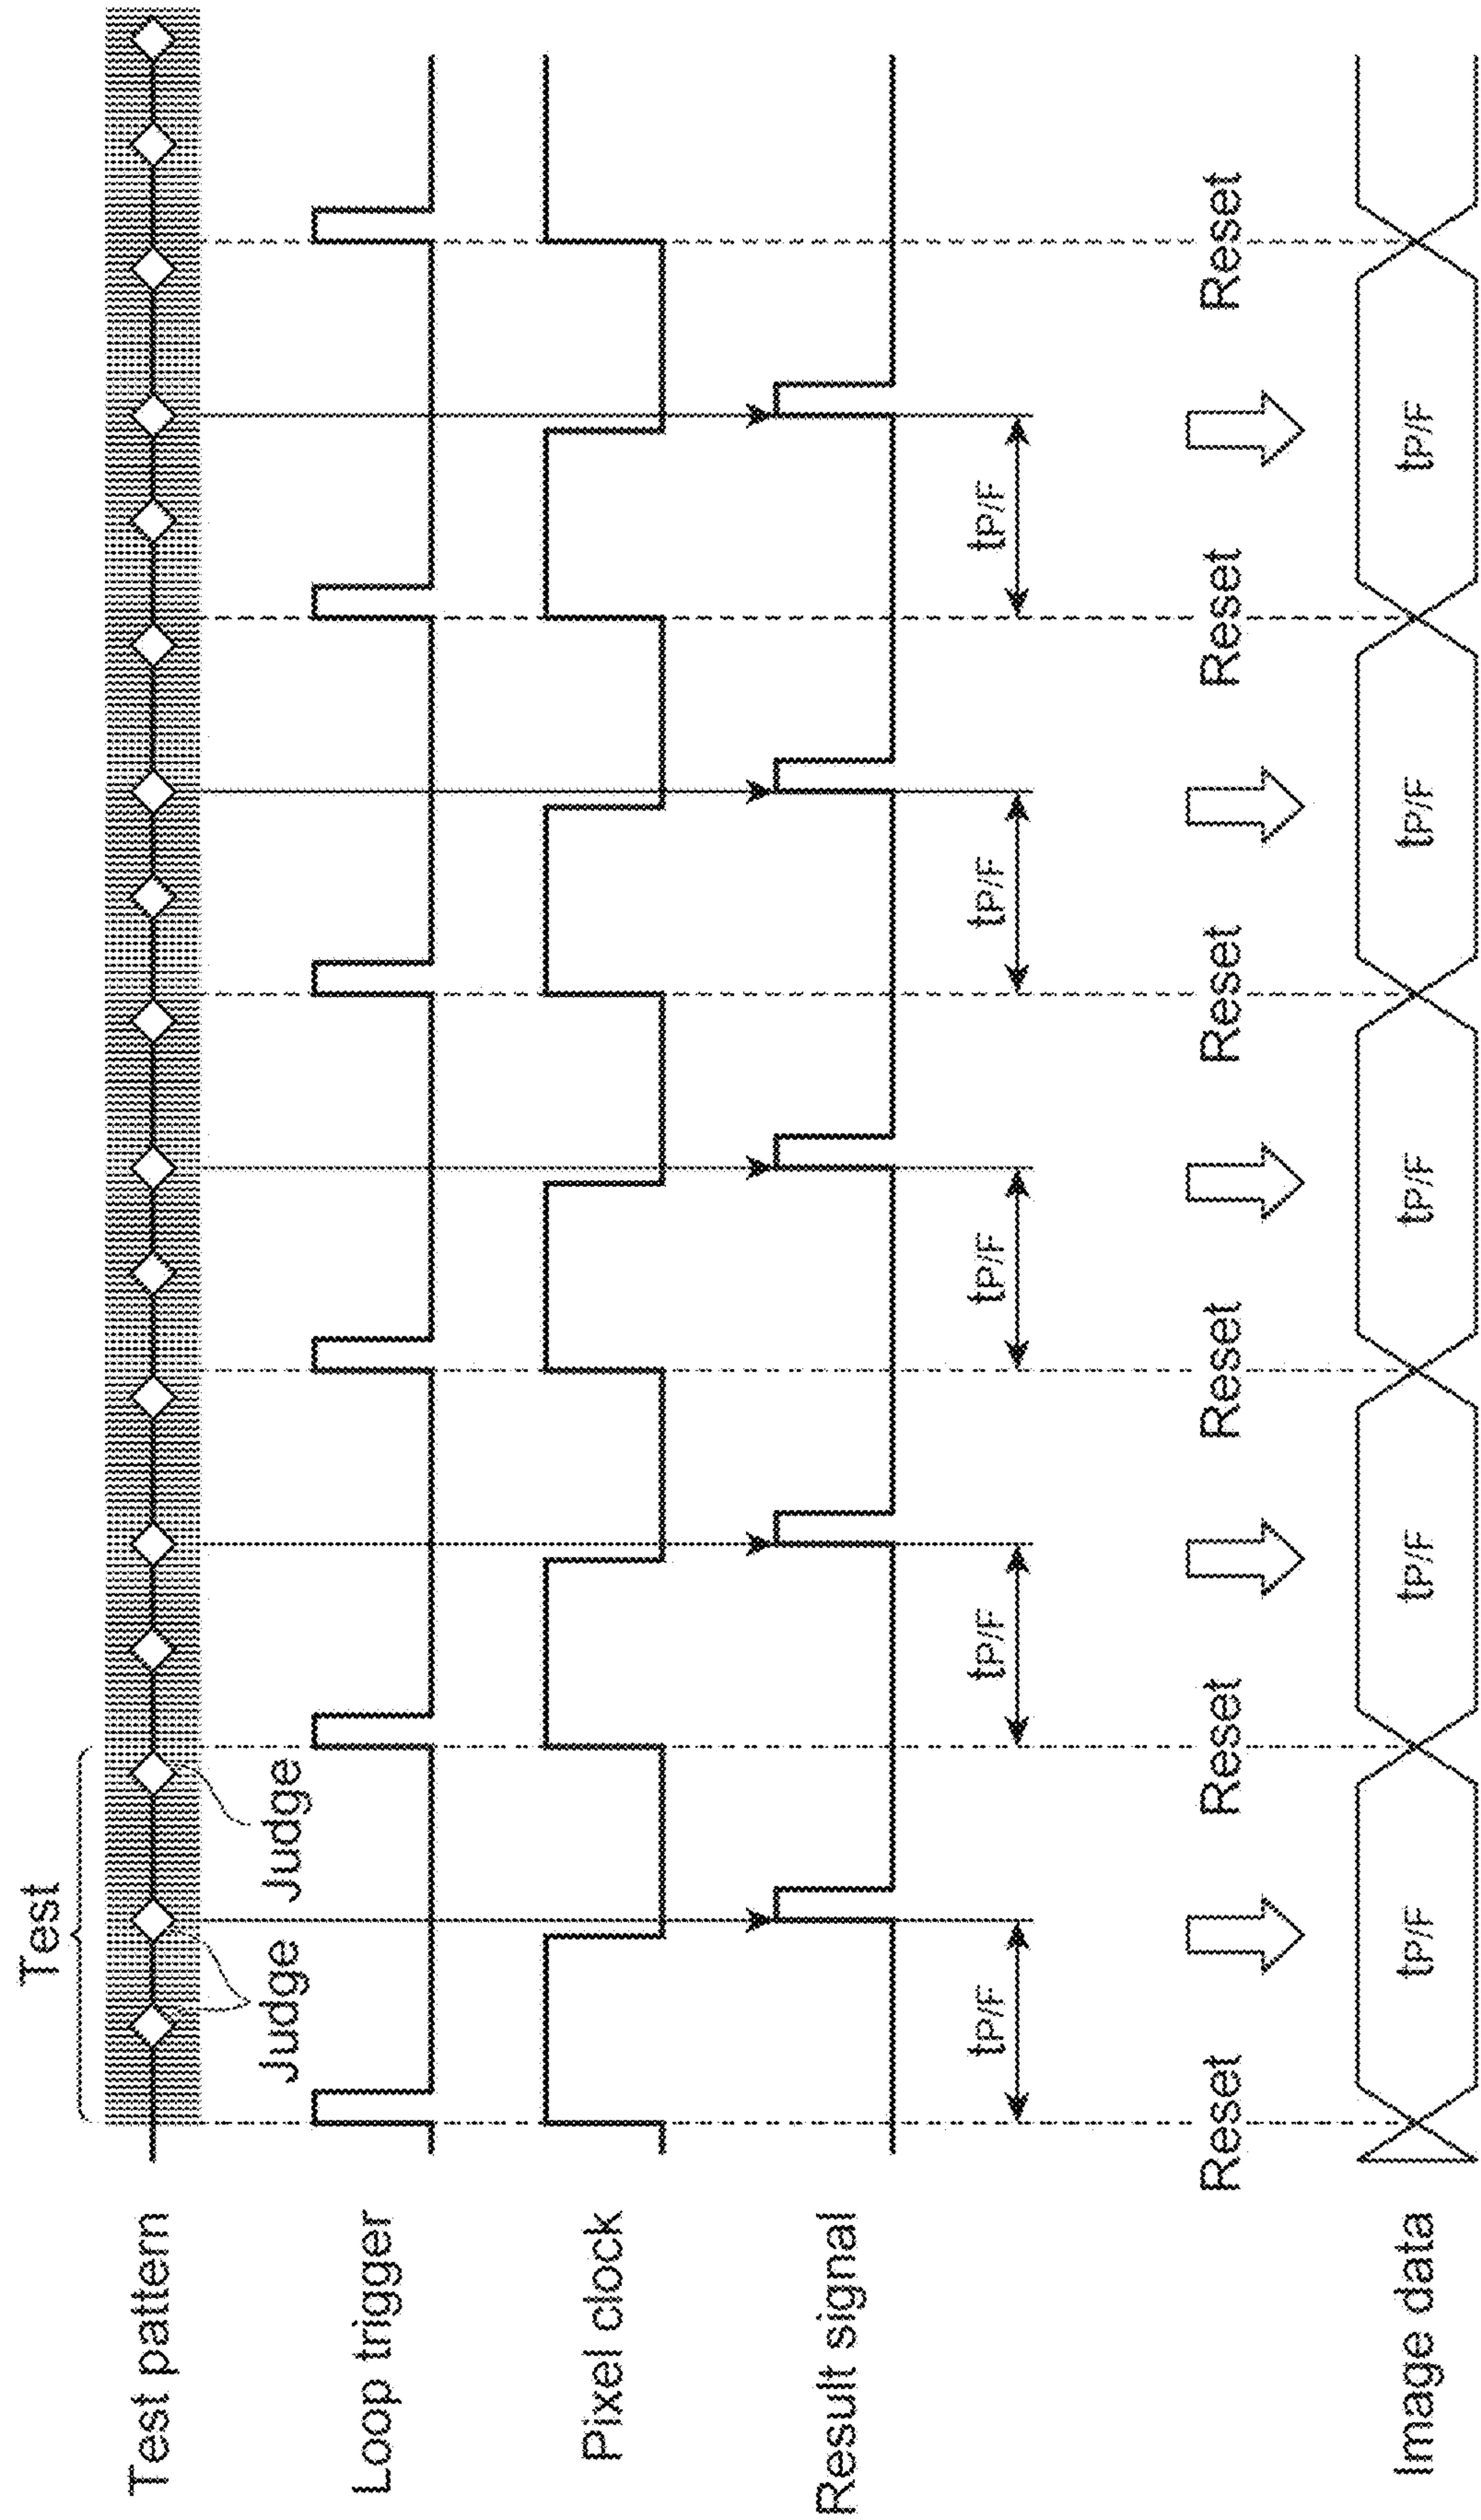 Test
Test pattern
Judge
Judge
Loop trigger
Pixel clock
Result signal
tP/F
tP/F
tP/F
tP/F
tP/F
Reset
Reset
Reset
Reset
Reset
Reset
Image data
tP/F
tP/F
tP/F
tP/F
tP/F